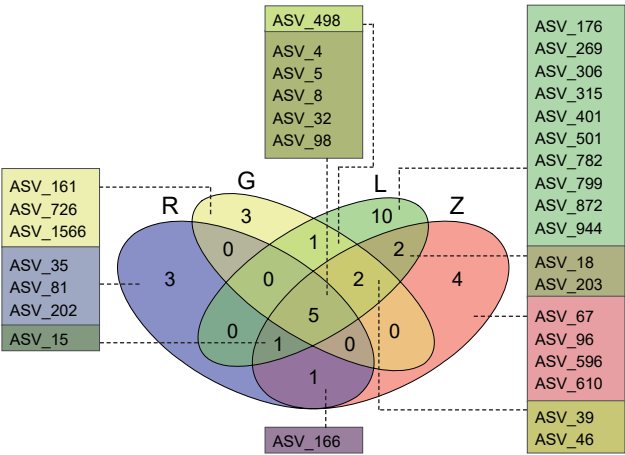 ASV_498
ASV_4
ASV_5
ASV_8
ASV_32
ASV_98
ASV_176
ASV_269
ASV_306
ASV_315
ASV_401
ASV_501
ASV_782
ASV_799
ASV_872
ASV_944
ASV_161
ASV_726
ASV_1566
ASV_35
ASV_81
ASV_202
ASV_15
R
G
L
Z
3
10
1
0
2
3
0
2
4
5
0
1
0
0
1
ASV_18
ASV_203
ASV_67
ASV_96
ASV_596
ASV_610
ASV_39
ASV_46
ASV_166